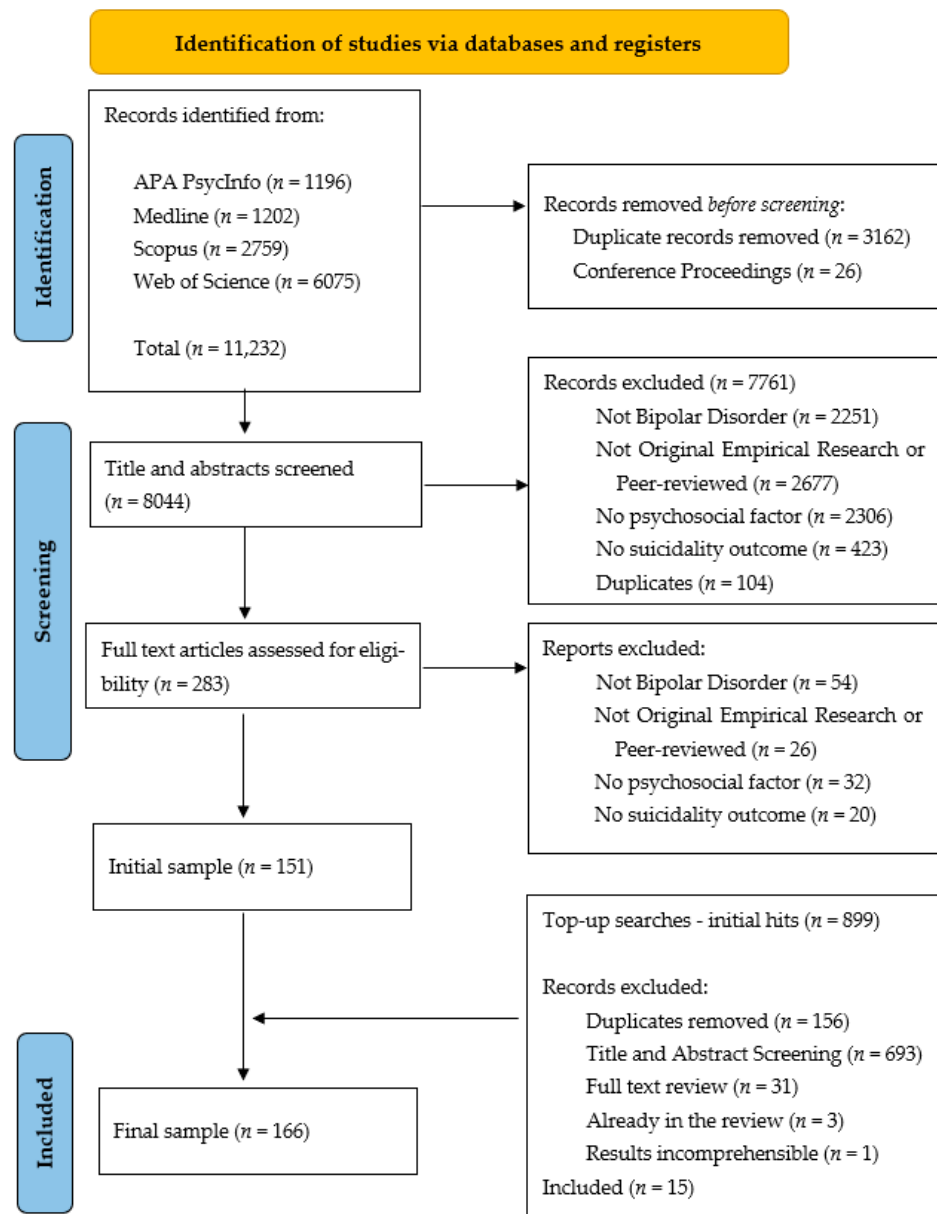 Identification of studies via databases and registers
Identification
Records identified from:
APA PsycInfo (n = 1196)
Medline (n = 1202)
Scopus (n = 2759)
Web of Science (n = 6075)
Total (n = 11,232)
Records removed before screening:
Duplicate records removed (n = 3162)
Conference Proceedings (n = 26)
Screening
Title and abstracts screened
(n = 8044)
Records excluded (n = 7761)
Not Bipolar Disorder (n = 2251)
Not Original Empirical Research or
Peer-reviewed (n = 2677)
No psychosocial factor (n = 2306)
No suicidality outcome (n = 423)
Duplicates (n = 104)
Full text articles assessed for eligi-
bility (n = 283)
Reports excluded:
Not Bipolar Disorder (n = 54)
Not Original Empirical Research or
Peer-reviewed (n = 26)
No psychosocial factor (n = 32)
No suicidality outcome (n = 20)
Initial sample (n = 151)
Top-up searches - initial hits (n = 899)
Records excluded:
Duplicates removed (n = 156)
Title and Abstract Screening (n = 693)
Full text review (n = 31)
Already in the review (n = 3)
Results incomprehensible (n = 1)
Included (n = 15)
Included
Final sample (n = 166)